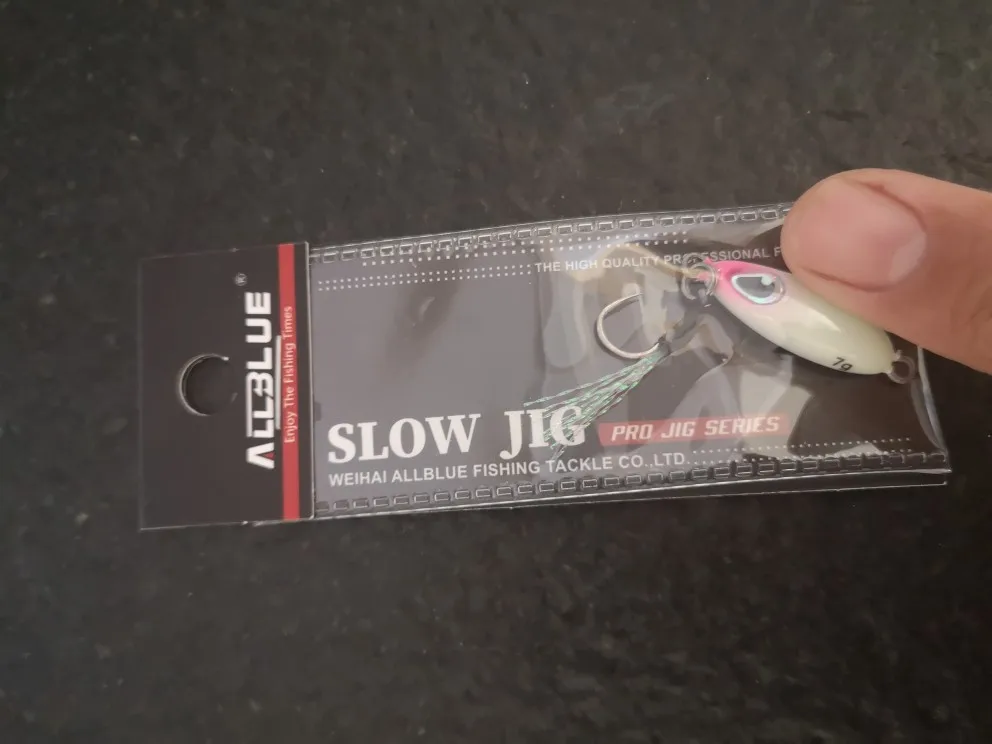 ALLBLUE®
Enjoy The Fishing Times
THE HIGH QUALITY PROFESSIONAL
SLOW JIG
PRO JIG SERIES
WEIHAI ALLBLUE FISHING TACKLE CO.,LTD.
7g